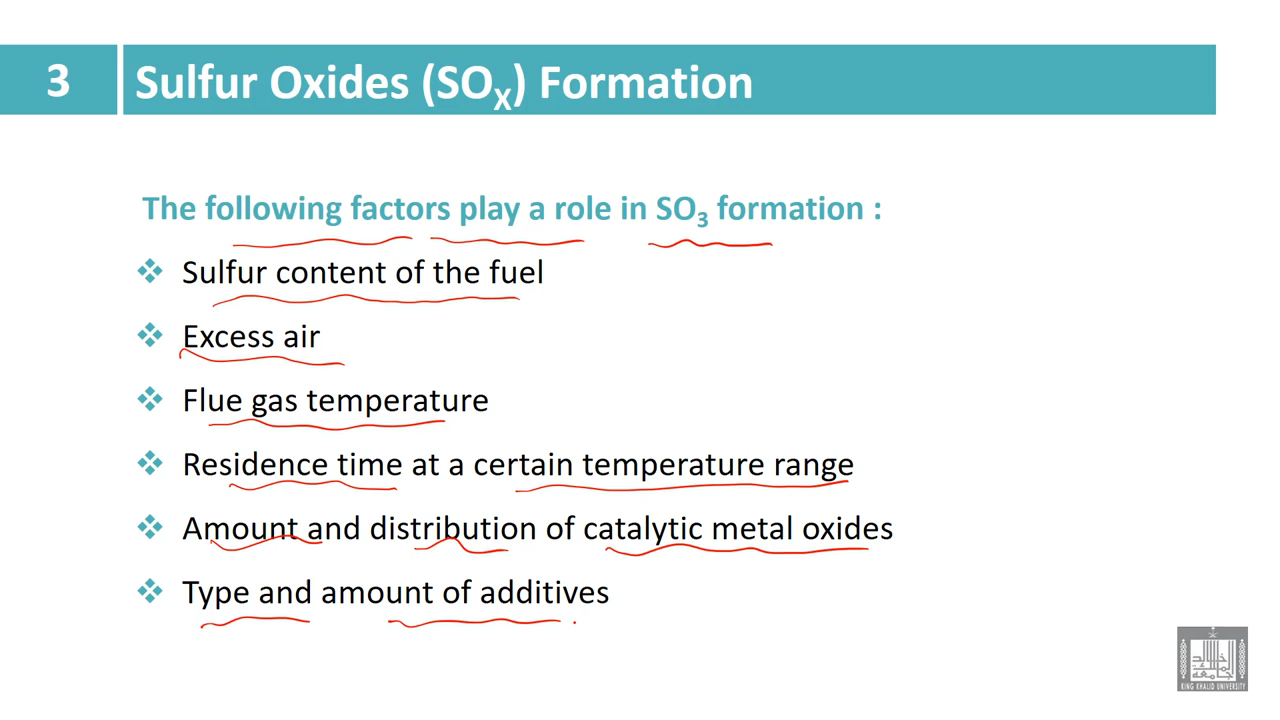 3
Sulfur Oxides (SOX) Formation
The following factors play a role in SO3 formation :
Sulfur content of the fuel
Excess air
Flue gas temperature
Residence time at a certain temperature range
Amount and distribution of catalytic metal oxides
Type and amount of additives
KING KHALID UNIVERSITY